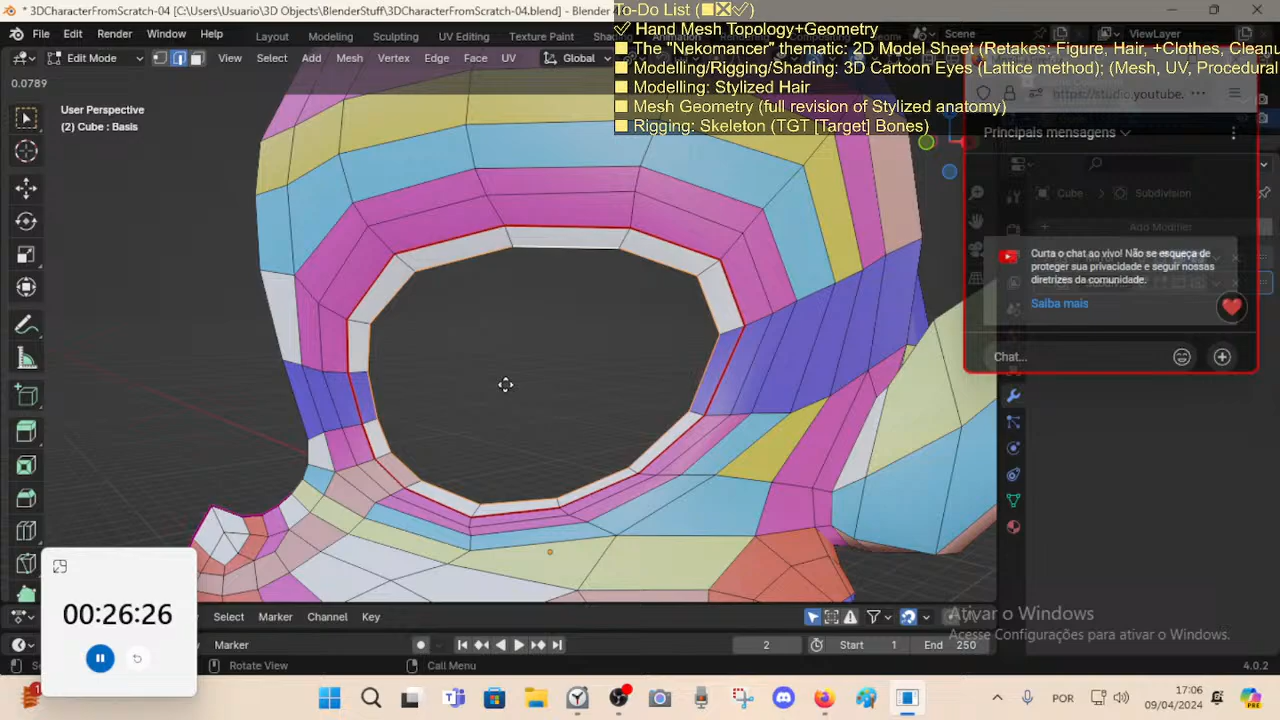 * 3DCharacterFromScratch-04 [C:\Users\Usuario\3D Objects\BlenderStuff\3DCharacterFromScratch-04.blend] - Blender
To-Do List (■☒✓)
✓ Hand Mesh Topology+Geometry
■ The "Nekomancer" thematic: 2D Model Sheet (Retakes: Figure, Hair, +Clothes, Cleanu
■ Modelling/Rigging/Shading: 3D Cartoon Eyes (Lattice method); (Mesh, UV, Procedural
■ Modelling: Stylized Hair
■ Mesh Geometry (full revision of Stylized anatomy)
■ Rigging: Skeleton (TGT [Target] Bones)
File Edit Render Window Help Layout Modeling Sculpting UV Editing Texture Paint Scene ViewLayer
Edit Mode View Select Add Mesh Vertex Edge Face UV Global
0.0789
User Perspective
(2) Cube : Basis
https://studio.youtube.
Principais mensagens
Cube > Subdivision
Add Modifier
Curta o chat ao vivo! Não se esqueça de
proteger sua privacidade e seguir nossas
diretrizes da comunidade.
Saiba mais
Chat...
00:26:26
Select Marker Channel Key
Marker 2 Start 1 End 250
Ativar o Windows
Acesse Configurações para ativar o Windows.
Rotate View Call Menu 4.0.2
POR 17:06
09/04/2024